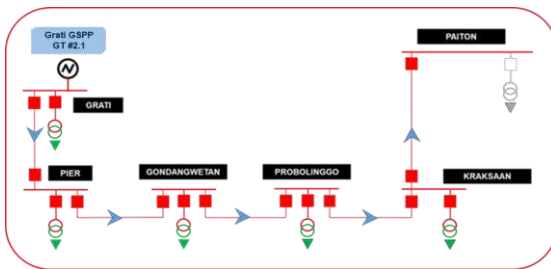 Grati GSPP
GT #2.1
PAITON
GRATI
PIER
GONDANGWETAN
PROBOLINGGO
KRAKSAAN